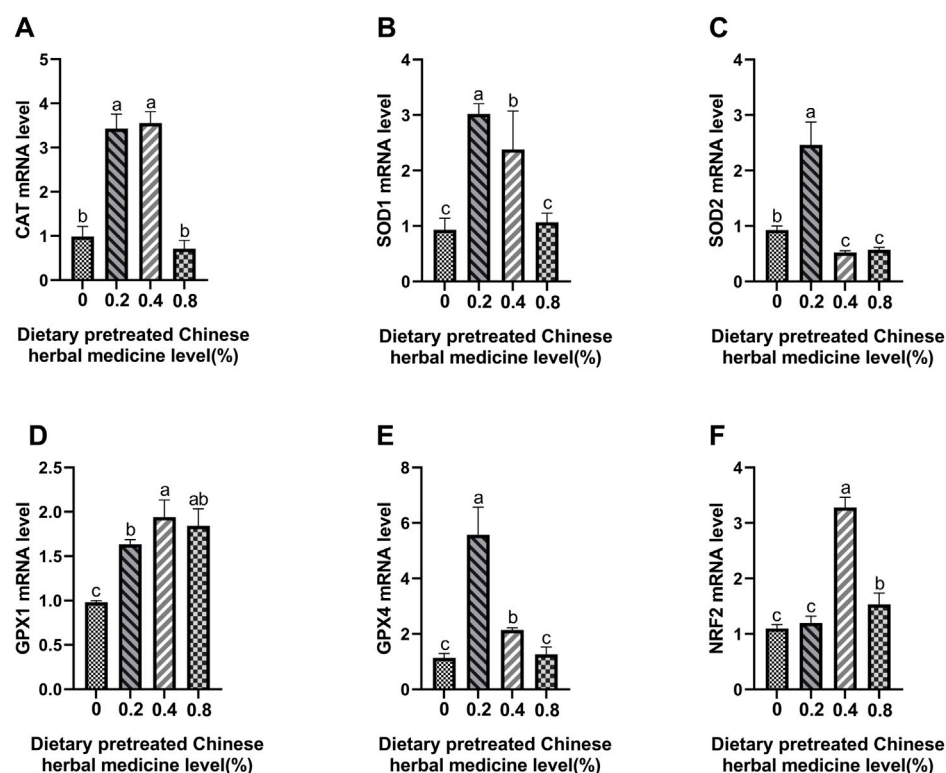 A
CAT mRNA level
5
4
3
2
1
0
b
a
a
b
0 0.2 0.4 0.8
Dietary pretreated Chinese
herbal medicine level(%)
B
SOD1 mRNA level
4
3
2
1
0
c
a
b
c
0 0.2 0.4 0.8
Dietary pretreated Chinese
herbal medicine level(%)
C
SOD2 mRNA level
4
3
2
1
0
b
a
c
c
0 0.2 0.4 0.8
Dietary pretreated Chinese
herbal medicine level(%)
D
GPX1 mRNA level
2.5
2.0
1.5
1.0
0.5
0.0
c
b
a
ab
0 0.2 0.4 0.8
Dietary pretreated Chinese
herbal medicine level(%)
E
GPX4 mRNA level
8
6
4
2
0
c
a
b
c
0 0.2 0.4 0.8
Dietary pretreated Chinese
herbal medicine level(%)
F
NRF2 mRNA level
4
3
2
1
0
c
c
a
b
0 0.2 0.4 0.8
Dietary pretreated Chinese
herbal medicine level(%)